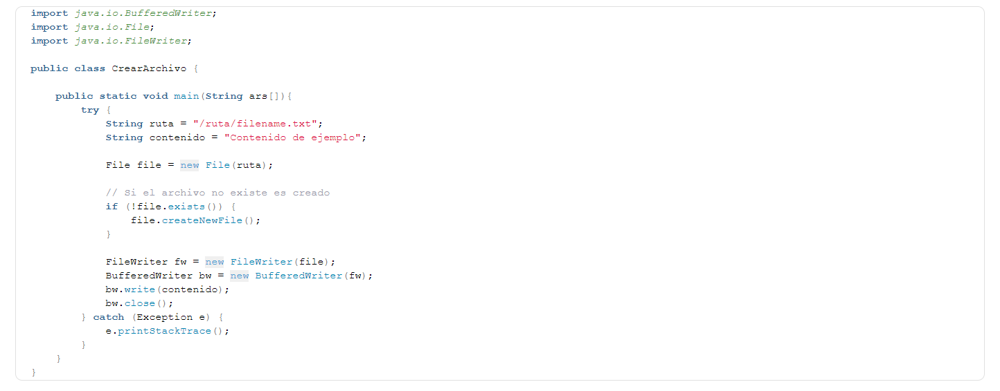 import java.io.BufferedWriter;
import java.io.File;
import java.io.FileWriter;
public class CrearArchivo {
public static void main(String ars[]){
try {
String ruta = "/ruta/filename.txt";
String contenido = "Contenido de ejemplo";
File file = new File(ruta);
// Si el archivo no existe es creado
if (!file.exists()) {
file.createNewFile();
}
FileWriter fw = new FileWriter(file);
BufferedWriter bw = new BufferedWriter(fw);
bw.write(contenido);
bw.close();
} catch (Exception e) {
e.printStackTrace();
}
}
}